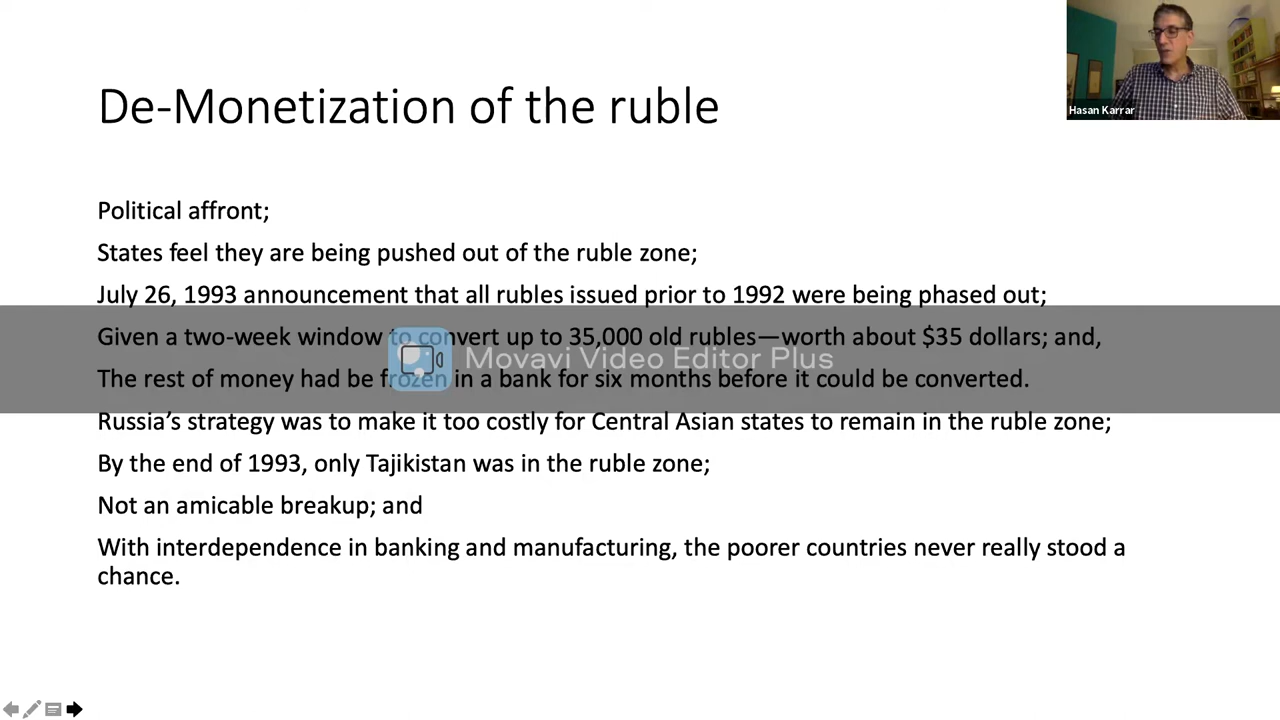 Hasan Karrar
De-Monetization of the ruble
Political affront;
States feel they are being pushed out of the ruble zone;
July 26, 1993 announcement that all rubles issued prior to 1992 were being phased out;
Given a two-week window to convert up to 35,000 old rubles—worth about $35 dollars; and,
Movavi Video Editor Plus
The rest of money had be frozen in a bank for six months before it could be converted.
Russia’s strategy was to make it too costly for Central Asian states to remain in the ruble zone;
By the end of 1993, only Tajikistan was in the ruble zone;
Not an amicable breakup; and
With interdependence in banking and manufacturing, the poorer countries never really stood a
chance.